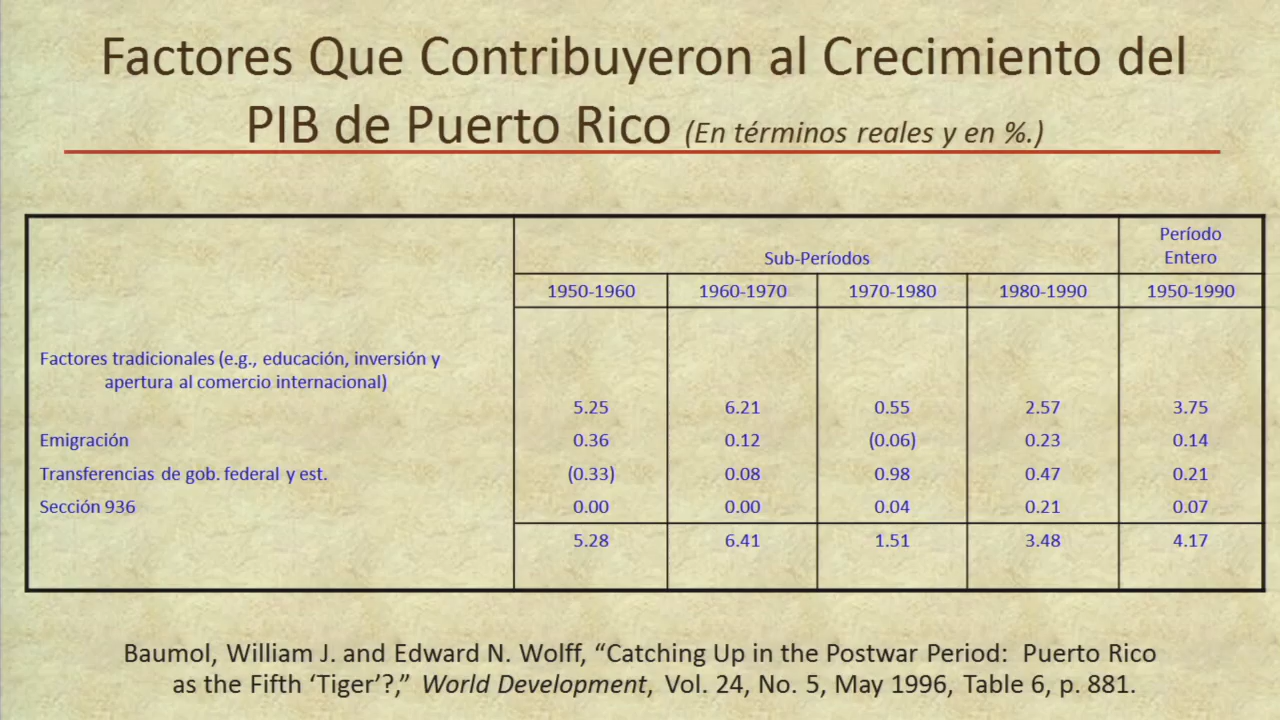 Factores Que Contribuyeron al Crecimiento del
PIB de Puerto Rico (En términos reales y en %.)
Sub-Períodos
Período
Entero
1950-1960 1960-1970 1970-1980 1980-1990 1950-1990
Factores tradicionales (e.g., educación, inversión y
apertura al comercio internacional)
5.25 6.21 0.55 2.57 3.75
Emigración 0.36 0.12 (0.06) 0.23 0.14
Transferencias de gob. federal y est. (0.33) 0.08 0.98 0.47 0.21
Sección 936 0.00 0.00 0.04 0.21 0.07
5.28 6.41 1.51 3.48 4.17
Baumol, William J. and Edward N. Wolff, “Catching Up in the Postwar Period: Puerto Rico
as the Fifth ‘Tiger’?,” World Development, Vol. 24, No. 5, May 1996, Table 6, p. 881.